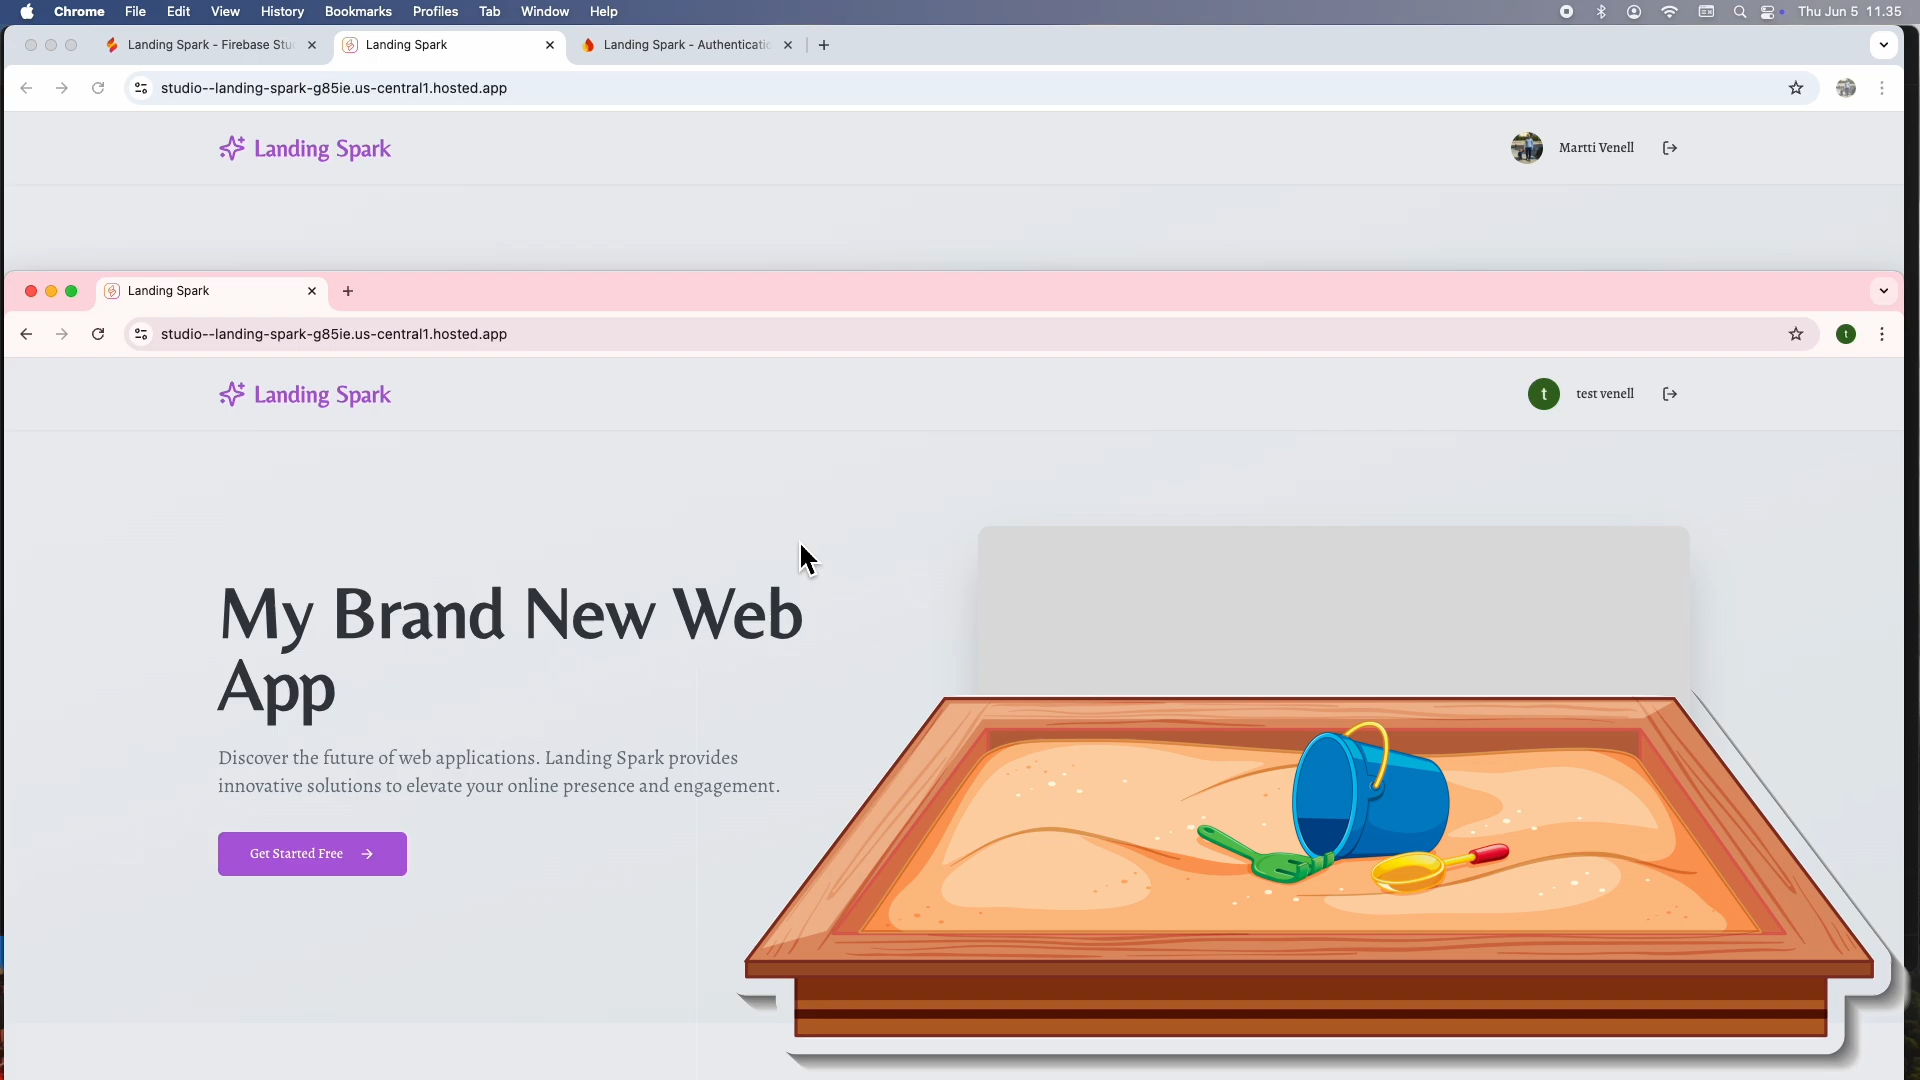 Chrome File Edit View History Bookmarks Profiles Tab Window Help Thu Jun 5 11.35
Landing Spark - Firebase Stu Landing Spark Landing Spark - Authenticatic
studio--landing-spark-g85ie.us-central1.hosted.app
Landing Spark Martti Venell
Landing Spark
studio--landing-spark-g85ie.us-central1.hosted.app t
Landing Spark t test venell
My Brand New Web
App
Discover the future of web applications. Landing Spark provides
innovative solutions to elevate your online presence and engagement.
Get Started Free